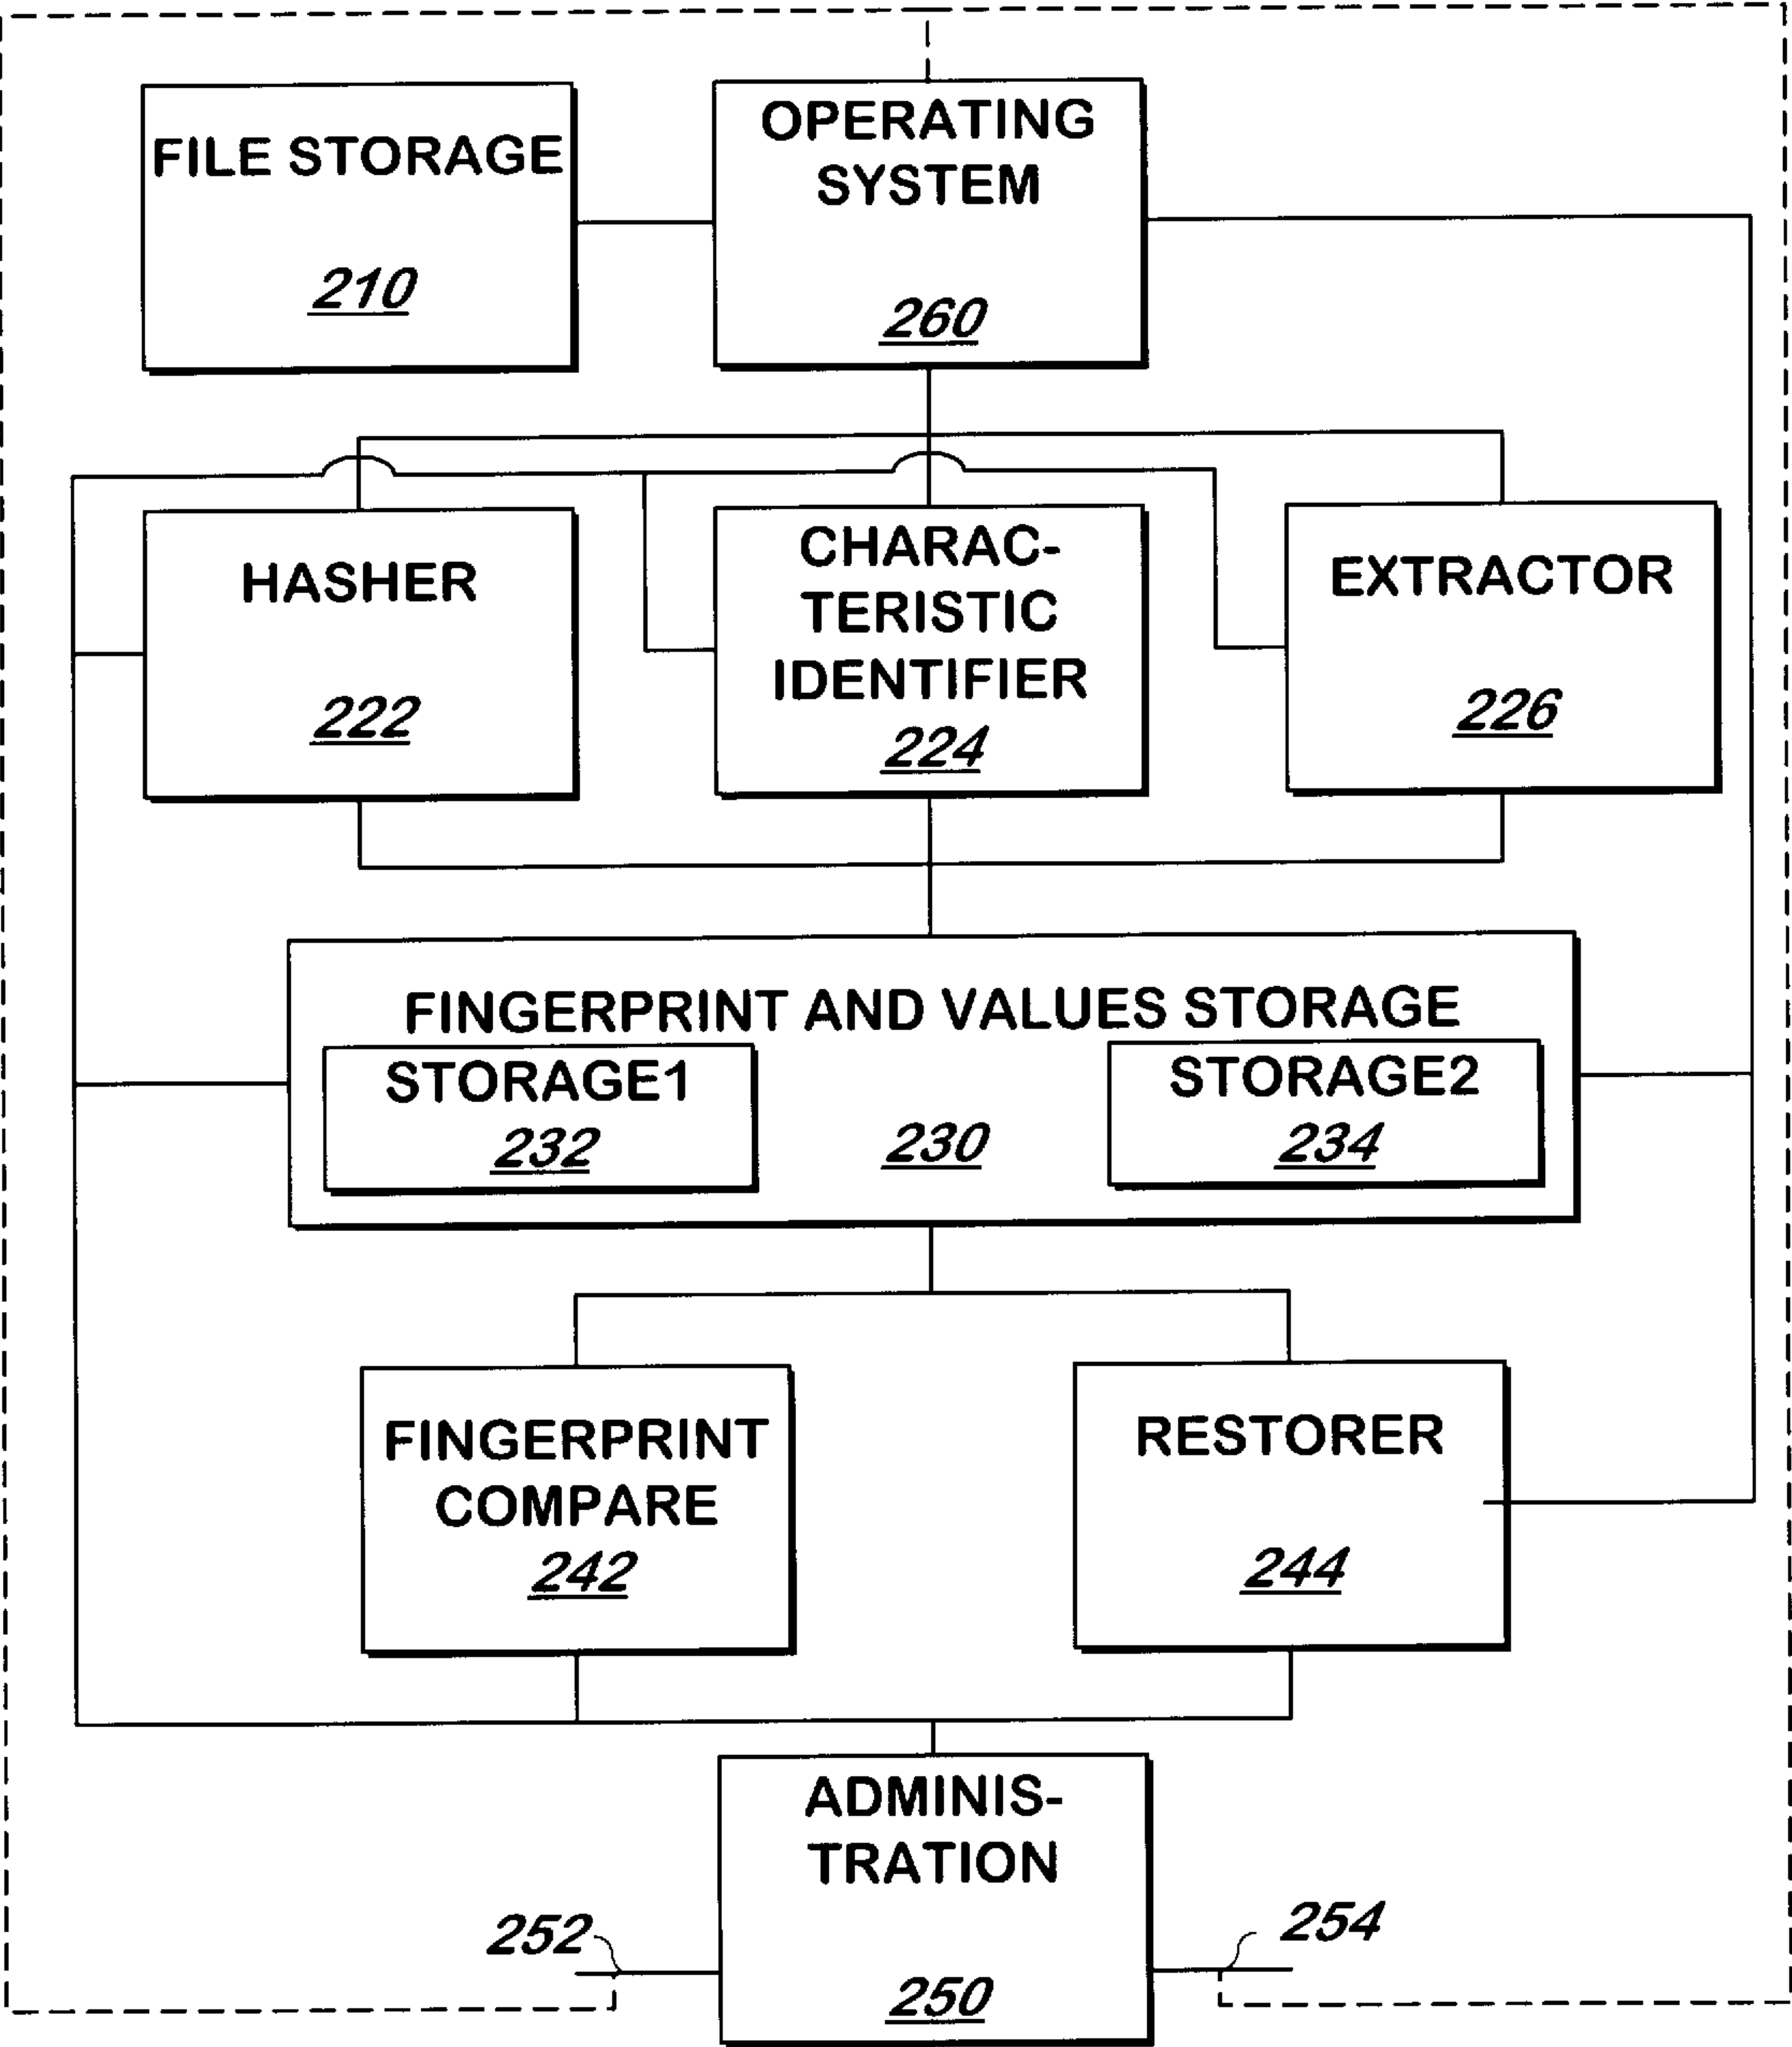 FILE STORAGE
210
OPERATING
SYSTEM
260
HASHER
222
CHARAC-
TERISTIC
IDENTIFIER
224
EXTRACTOR
226
FINGERPRINT AND VALUES STORAGE
STORAGE1
232
230
STORAGE2
234
FINGERPRINT
COMPARE
242
RESTORER
244
ADMINIS-
TRATION
250
252
254